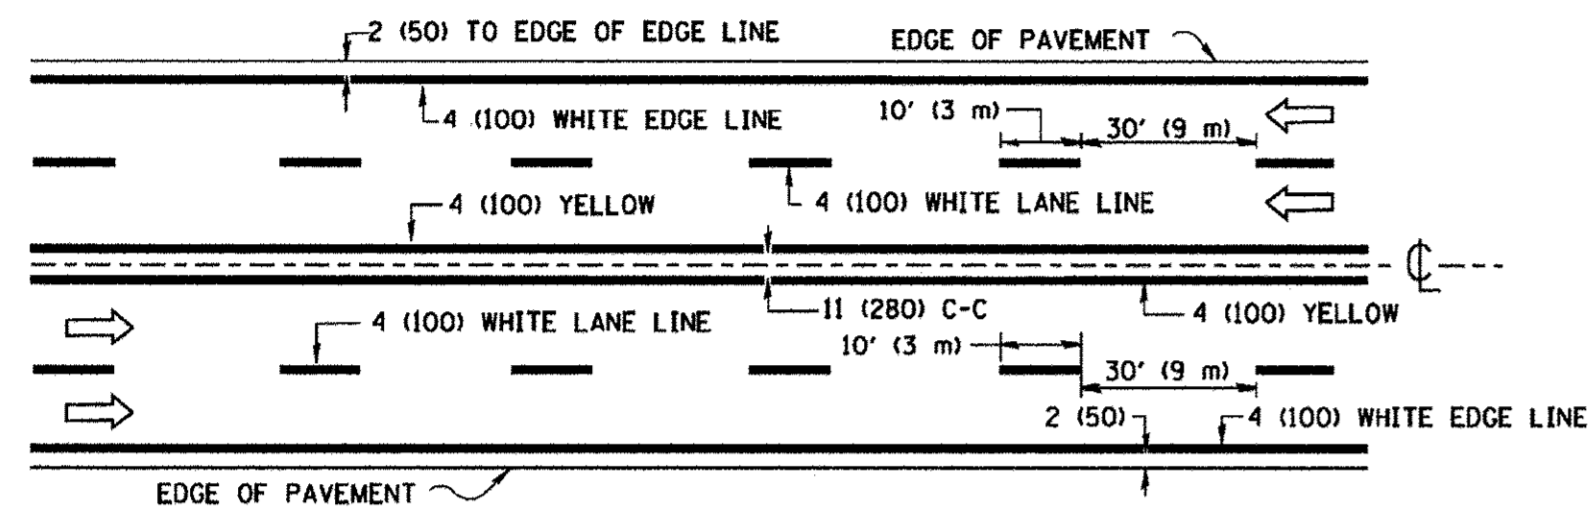 2 (50) TO EDGE OF EDGE LINE
EDGE OF PAVEMENT
4 (100) WHITE EDGE LINE
10' (3 m)
30' (9 m)
4 (100) YELLOW
4 (100) WHITE LANE LINE
11 (280) C-C
4 (100) YELLOW
4 (100) WHITE LANE LINE
10' (3 m)
30' (9 m)
2 (50)
4 (100) WHITE EDGE LINE
EDGE OF PAVEMENT